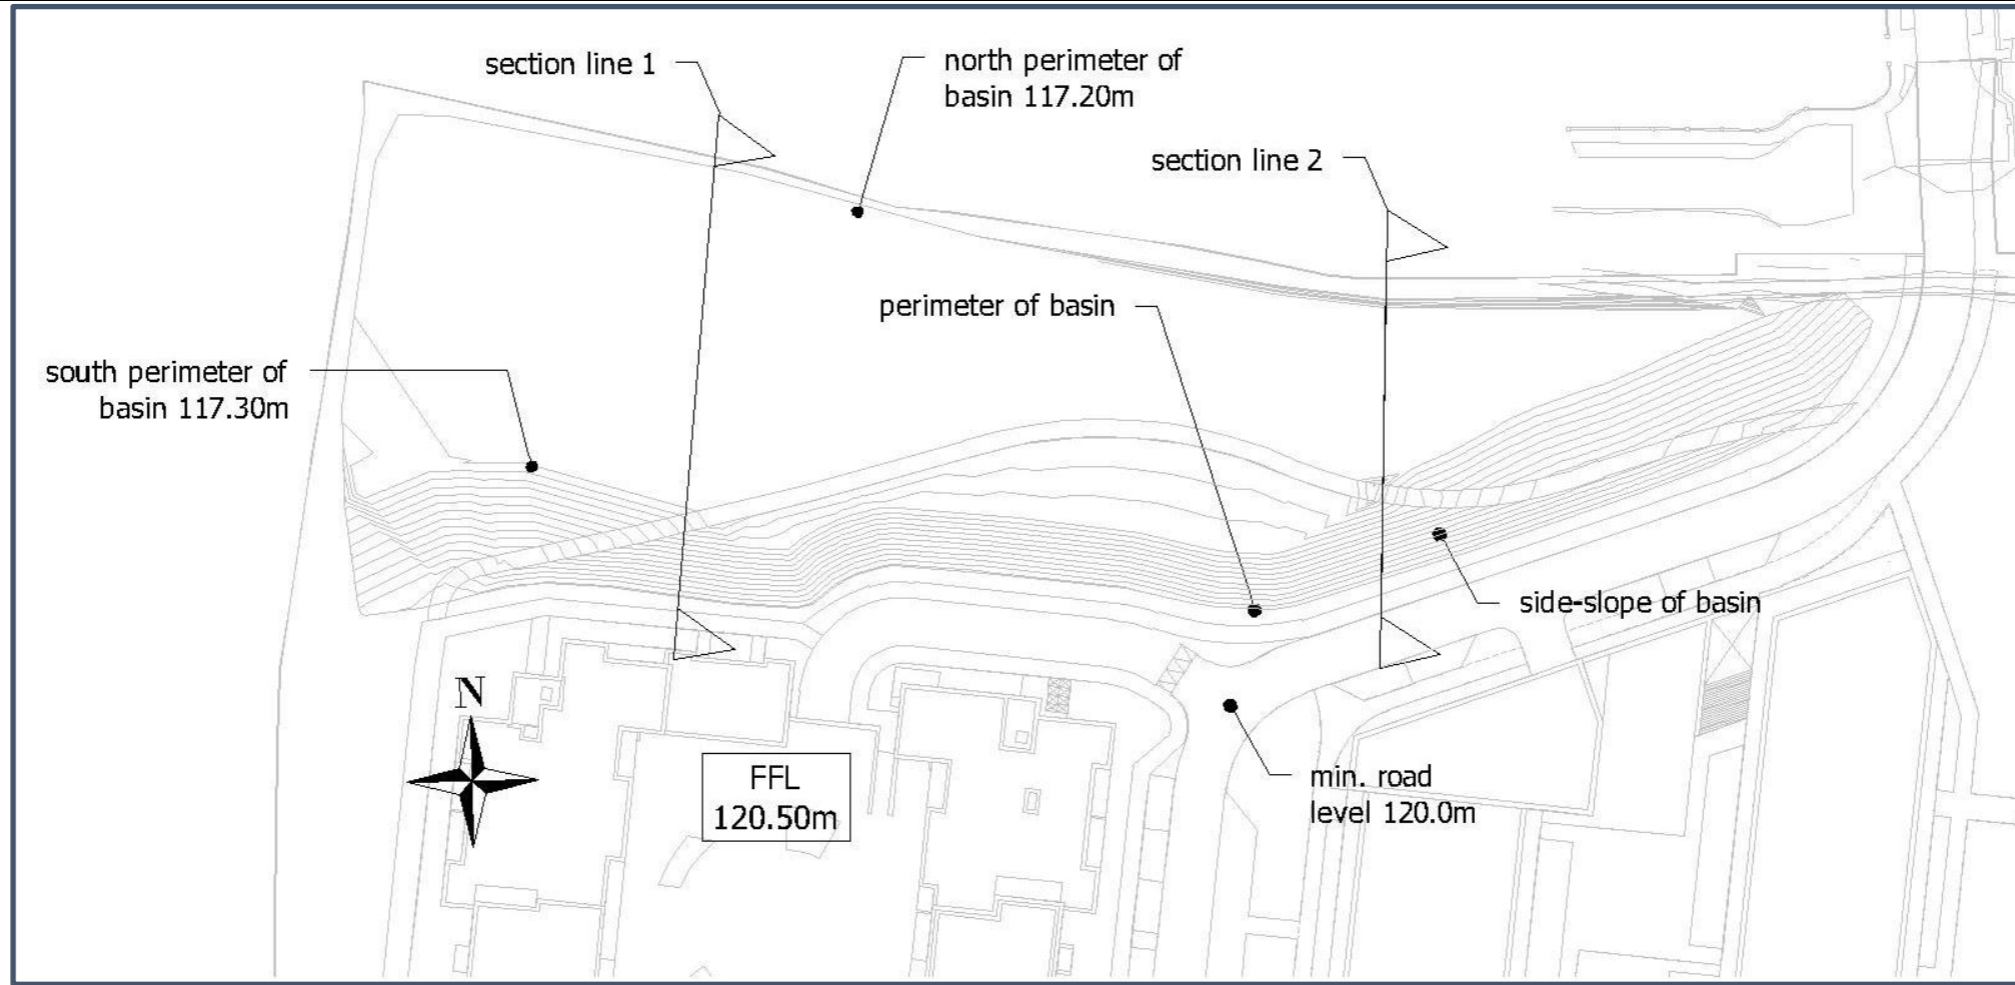 section line 1
north perimeter of
basin 117.20m
section line 2
perimeter of basin
south perimeter of
basin 117.30m
side-slope of basin
N
FFL
120.50m
min. road
level 120.0m